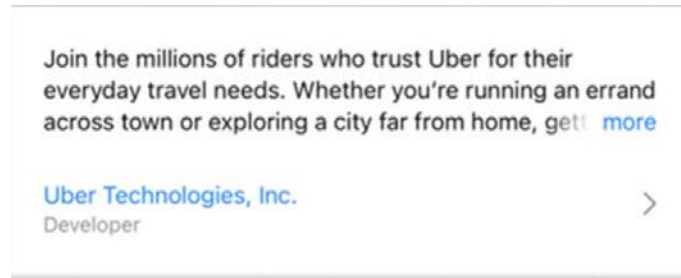 Join the millions of riders who trust Uber for their
everyday travel needs. Whether you're running an errand
across town or exploring a city far from home, gett more
Uber Technologies, Inc.
Developer